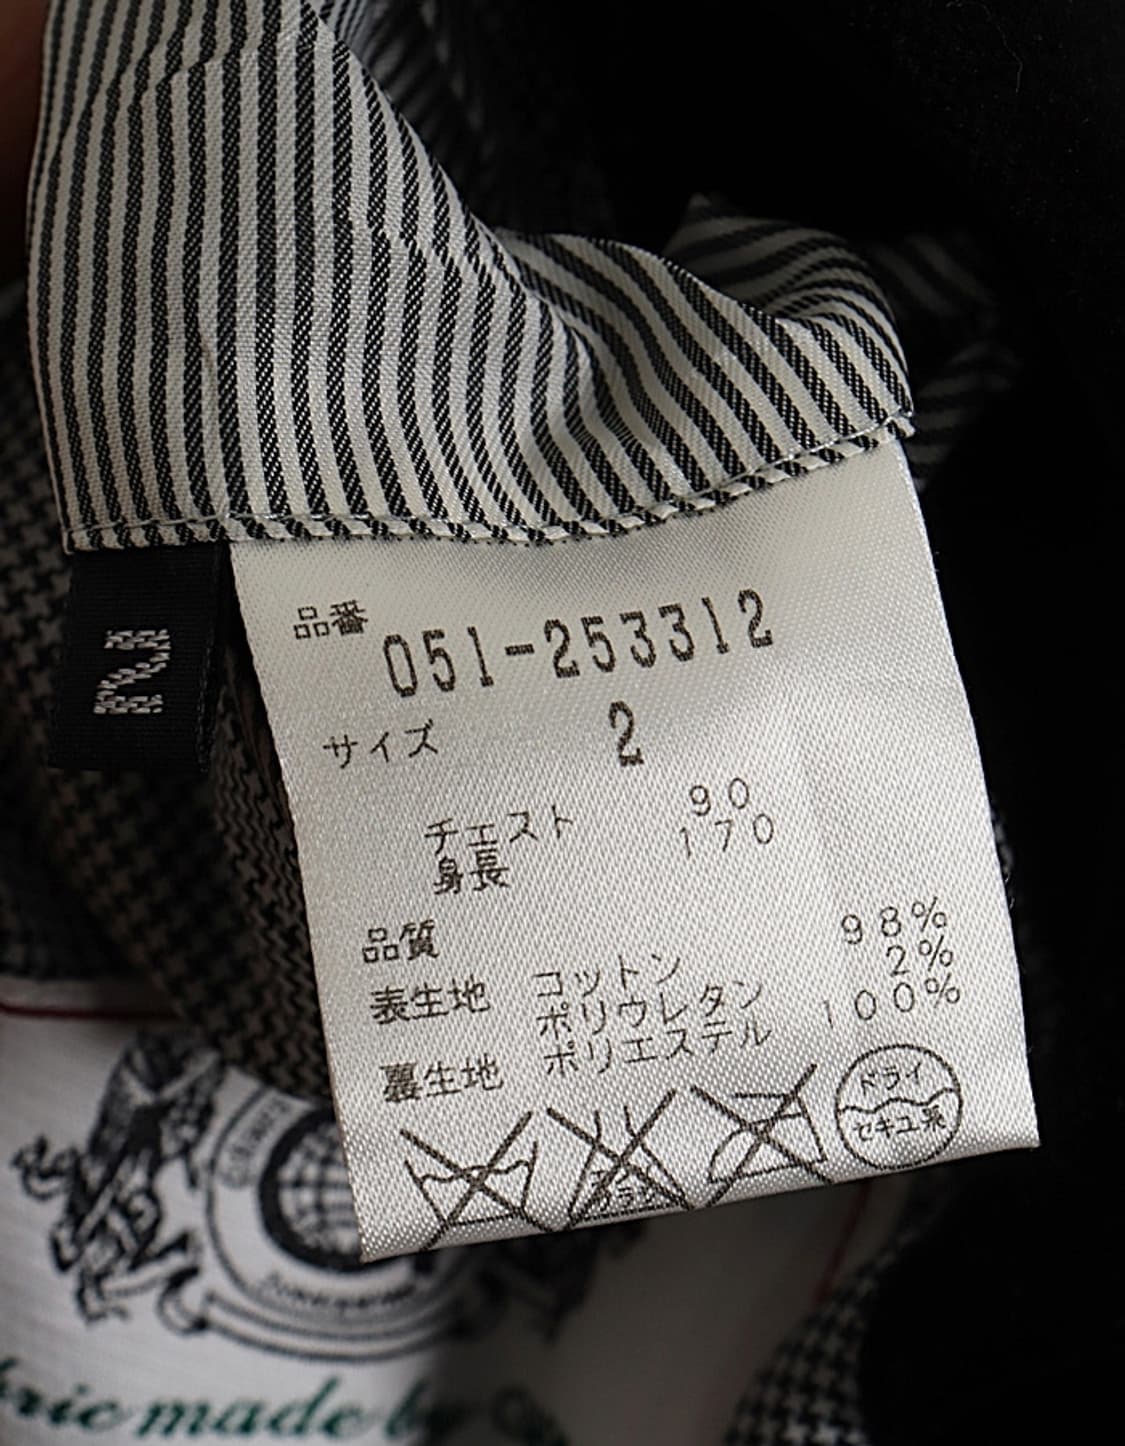 品番 051-253312
サイズ 2
チェスト 90
身長 170
品質
表生地 コットン 98%
ポリウレタン 2%
裏生地 ポリエステル 100%
ドライ
セキユ系
2
made